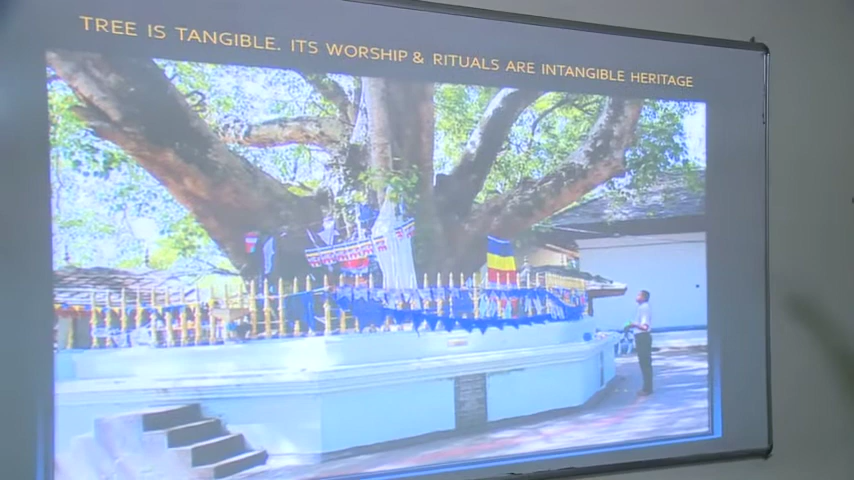 TREE IS TANGIBLE. ITS WORSHIP & RITUALS ARE INTANGIBLE HERITAGE